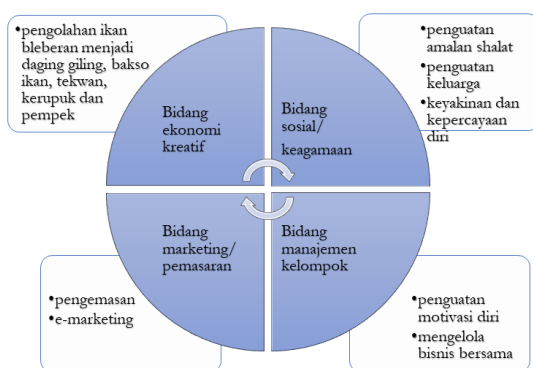 •pengolahan ikan
bleberan menjadi
daging giling, bakso
ikan, tekwan,
kerupuk dan
pempek
•penguatan
amalan shalat
•penguatan
keluarga
•keyakinan dan
kepercayaan
diri
Bidang
ekonomi
kreatif
Bidang
sosial/
keagamaan
Bidang
marketing/
pemasaran
Bidang
manajemen
kelompok
•pengemasan
•e-marketing
•penguatan
motivasi diri
•mengelola
bisnis bersama